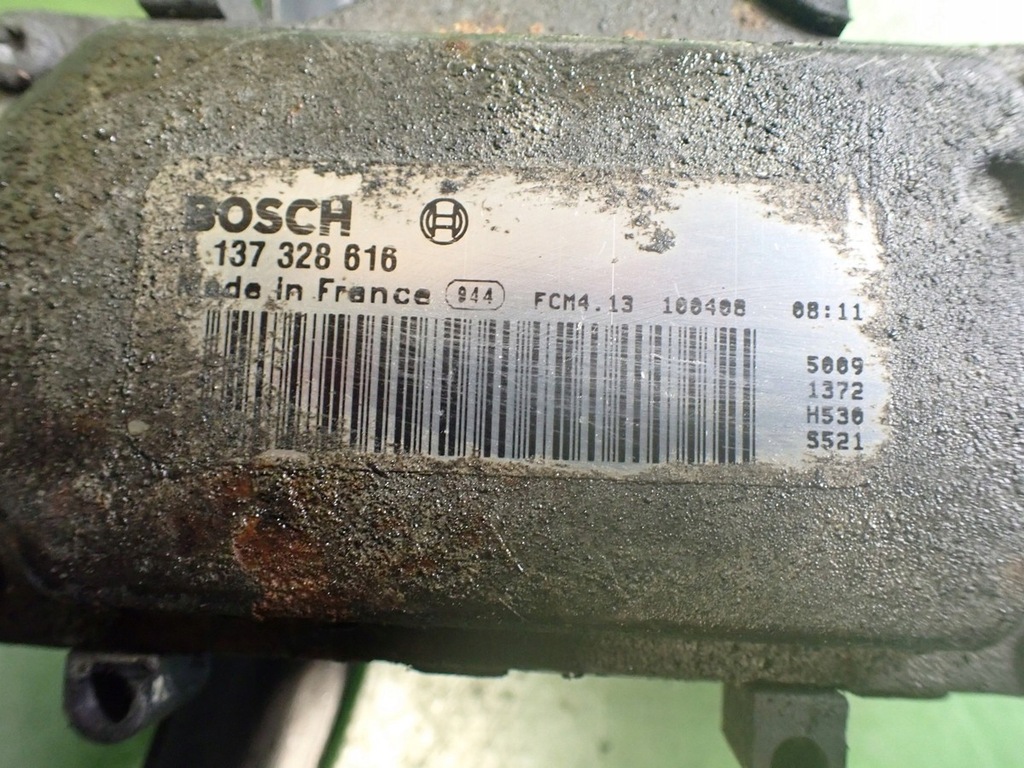 BOSCH
137 328 616
Made in France 944 FCM4.13 100408 08:11
5009
1372
H530
S521